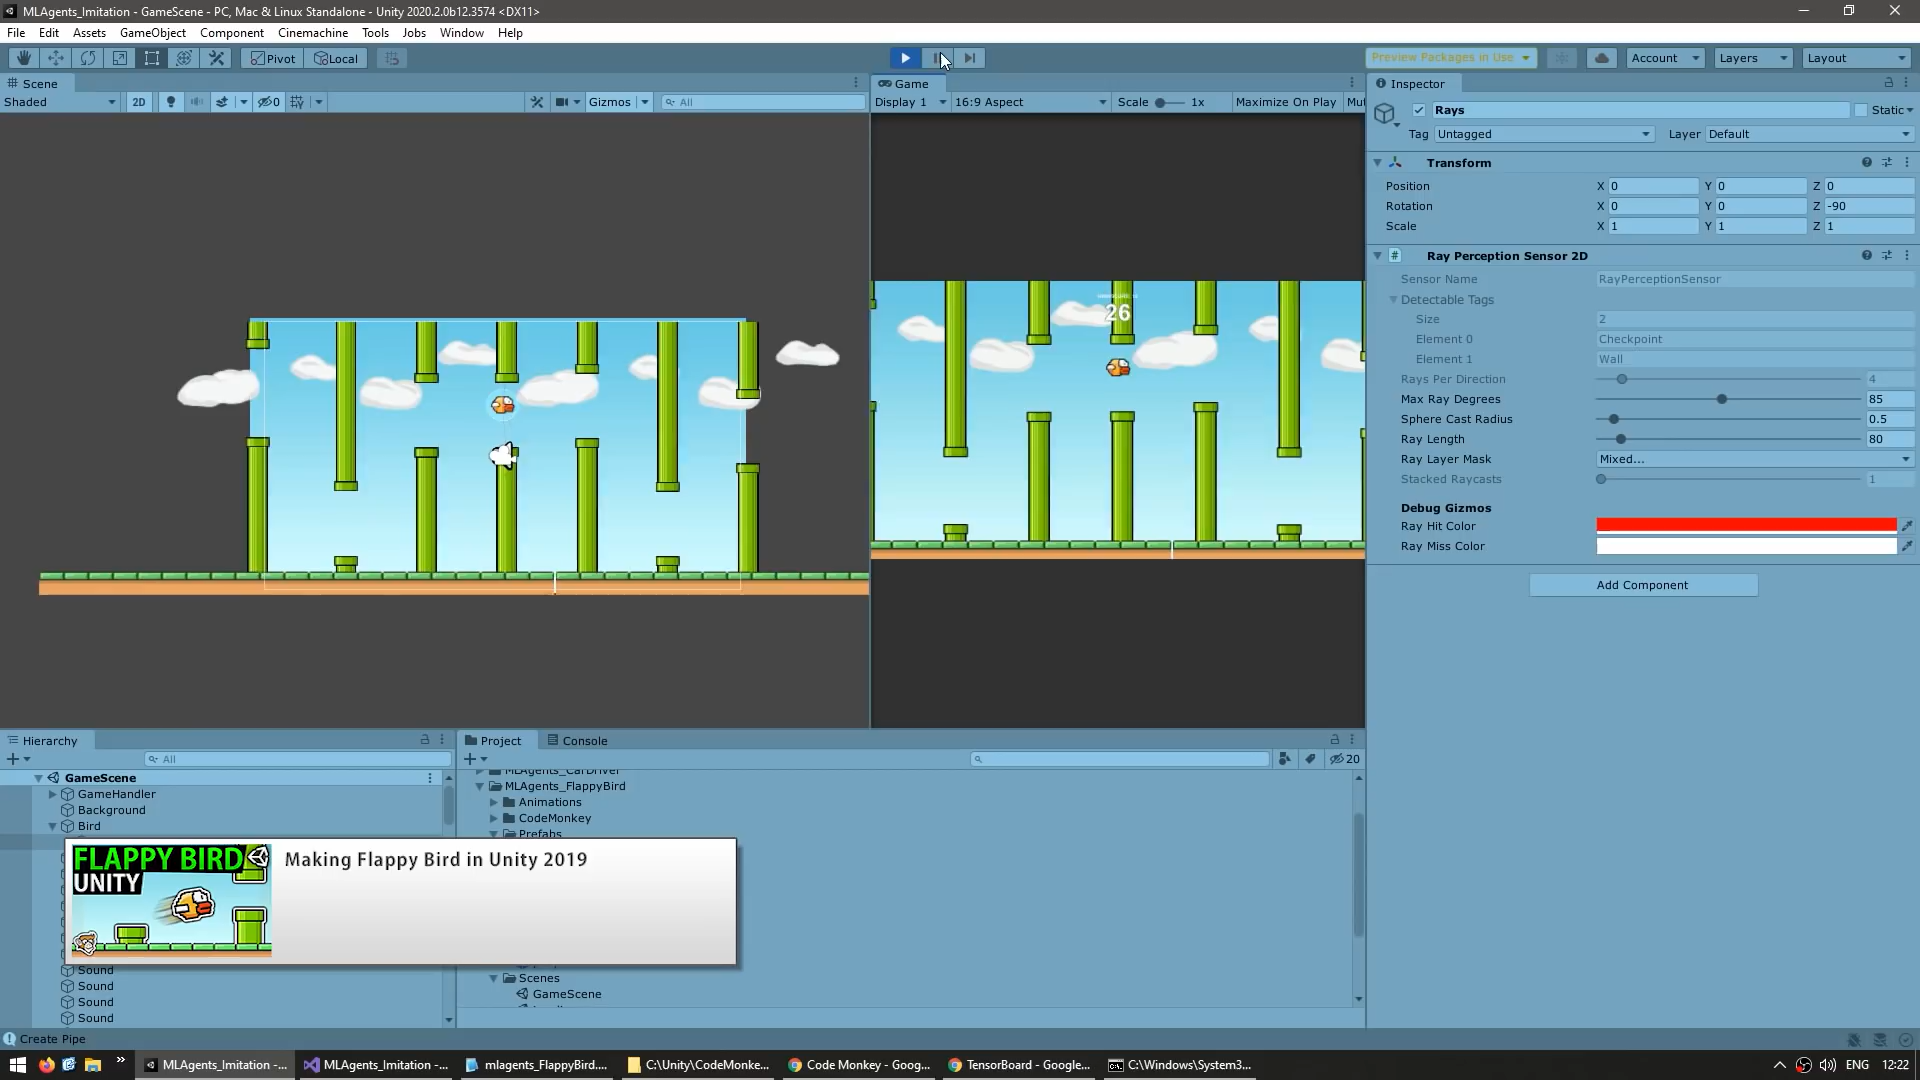 MLAgents_Imitation - GameScene - PC, Mac & Linux Standalone - Unity 2020.2.0b12.3574 <DX11>
File Edit Assets GameObject Component Cinemachine Tools Jobs Window Help
Pivot Local
Preview Packages in Use
Account
Layers
Layout
Scene
Shaded
2D
0
Gizmos
All
Game
Display 1
16:9 Aspect
Scale
1x
Maximize On Play
Mu
26
Inspector
Rays
Static
Tag Untagged
Layer Default
Transform
Position X 0 Y 0 Z 0
Rotation X 0 Y 0 Z -90
Scale X 1 Y 1 Z 1
Ray Perception Sensor 2D
Sensor Name RayPerceptionSensor
Detectable Tags
Size 2
Element 0 Checkpoint
Element 1 Wall
Rays Per Direction 4
Max Ray Degrees 85
Sphere Cast Radius 0.5
Ray Length 80
Ray Layer Mask Mixed...
Stacked Raycasts 1
Debug Gizmos
Ray Hit Color
Ray Miss Color
Add Component
Hierarchy
All
GameScene
GameHandler
Background
Bird
Sound
Sound
Sound
Sound
Project
Console
20
MLAgents_CarDriver
MLAgents_FlappyBird
Animations
CodeMonkey
Prefabs
Scenes
GameScene
FLAPPY BIRD
UNITY
Making Flappy Bird in Unity 2019
Create Pipe
MLAgents_Imitation -...
MLAgents_Imitation -...
mlagents_FlappyBird....
C:\Unity\CodeMonke...
Code Monkey - Goog...
TensorBoard - Google...
C:\Windows\System3...
ENG
12:22